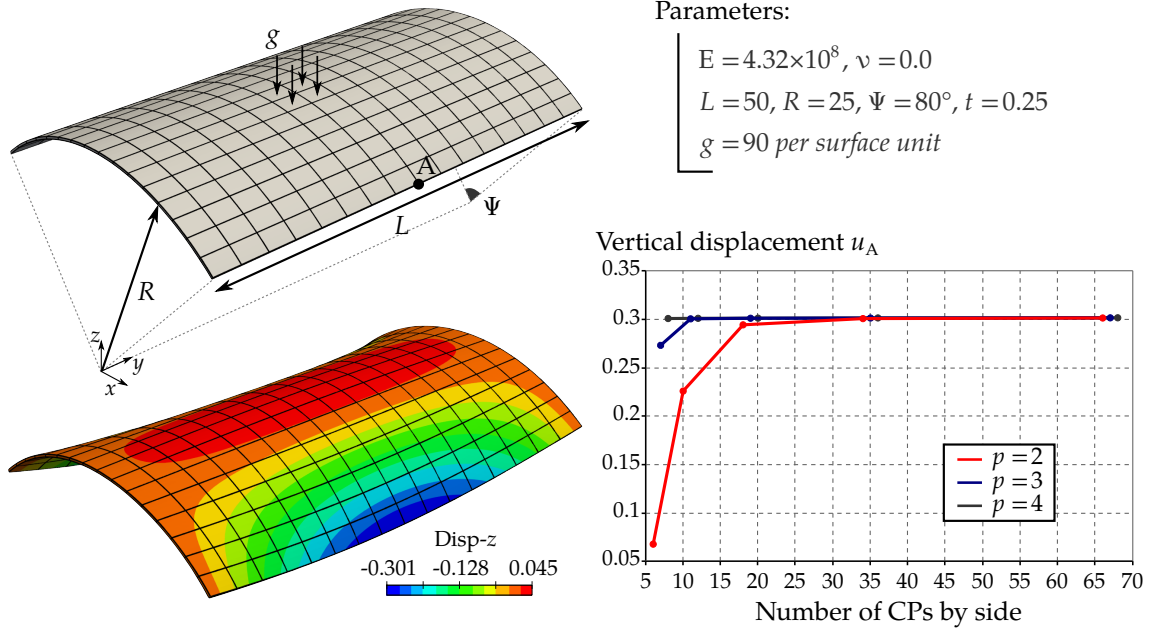 g
A
Ψ
L
R
z
y
x
Parameters:
E = 4.32×10⁸, ν = 0.0
L = 50, R = 25, Ψ = 80°, t = 0.25
g = 90 per surface unit
Disp-z
-0.301 -0.128 0.045
Vertical displacement u_A
0.35
0.3
0.25
0.2
0.15
0.1
0.05
5 10 15 20 25 30 35 40 45 50 55 60 65 70
Number of CPs by side
p = 2
p = 3
p = 4